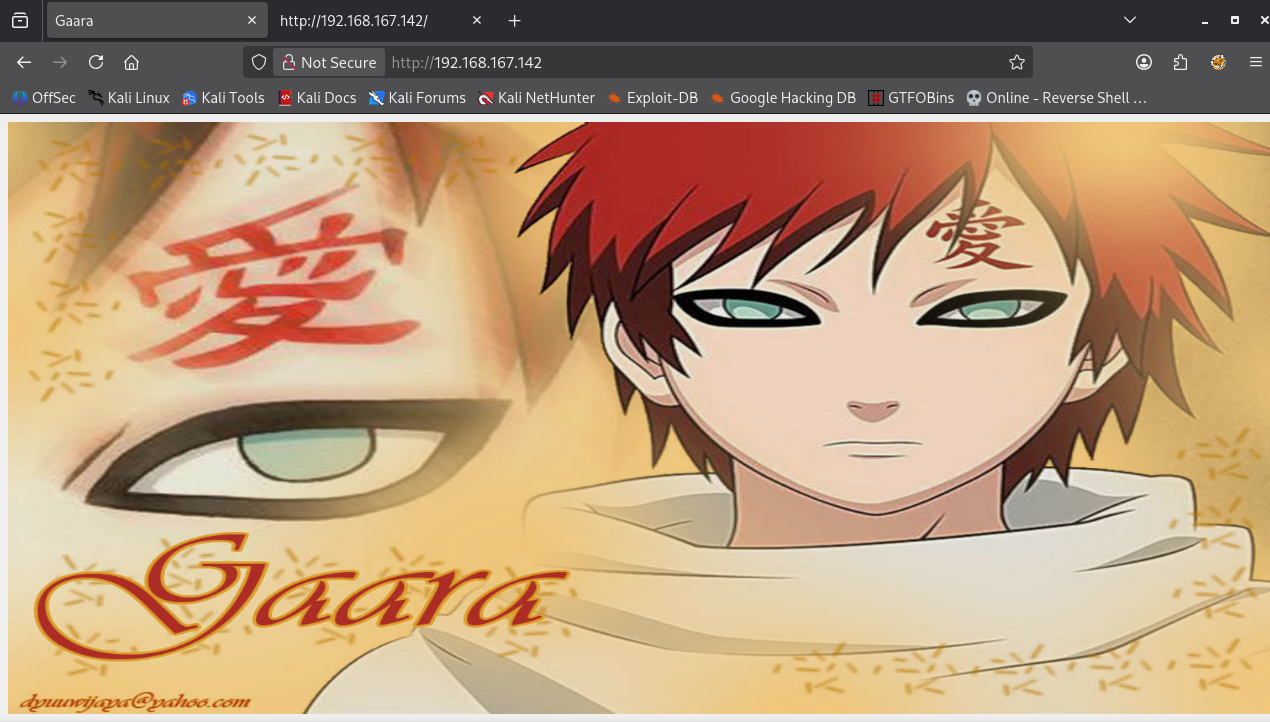 Gaara
http://192.168.167.142/
Not Secure
http://192.168.167.142
OffSec
Kali Linux
Kali Tools
Kali Docs
Kali Forums
Kali NetHunter
Exploit-DB
Google Hacking DB
GTFOBins
Online - Reverse Shell …
愛
愛
Gaara
dyuuwijaya@yahoo.com